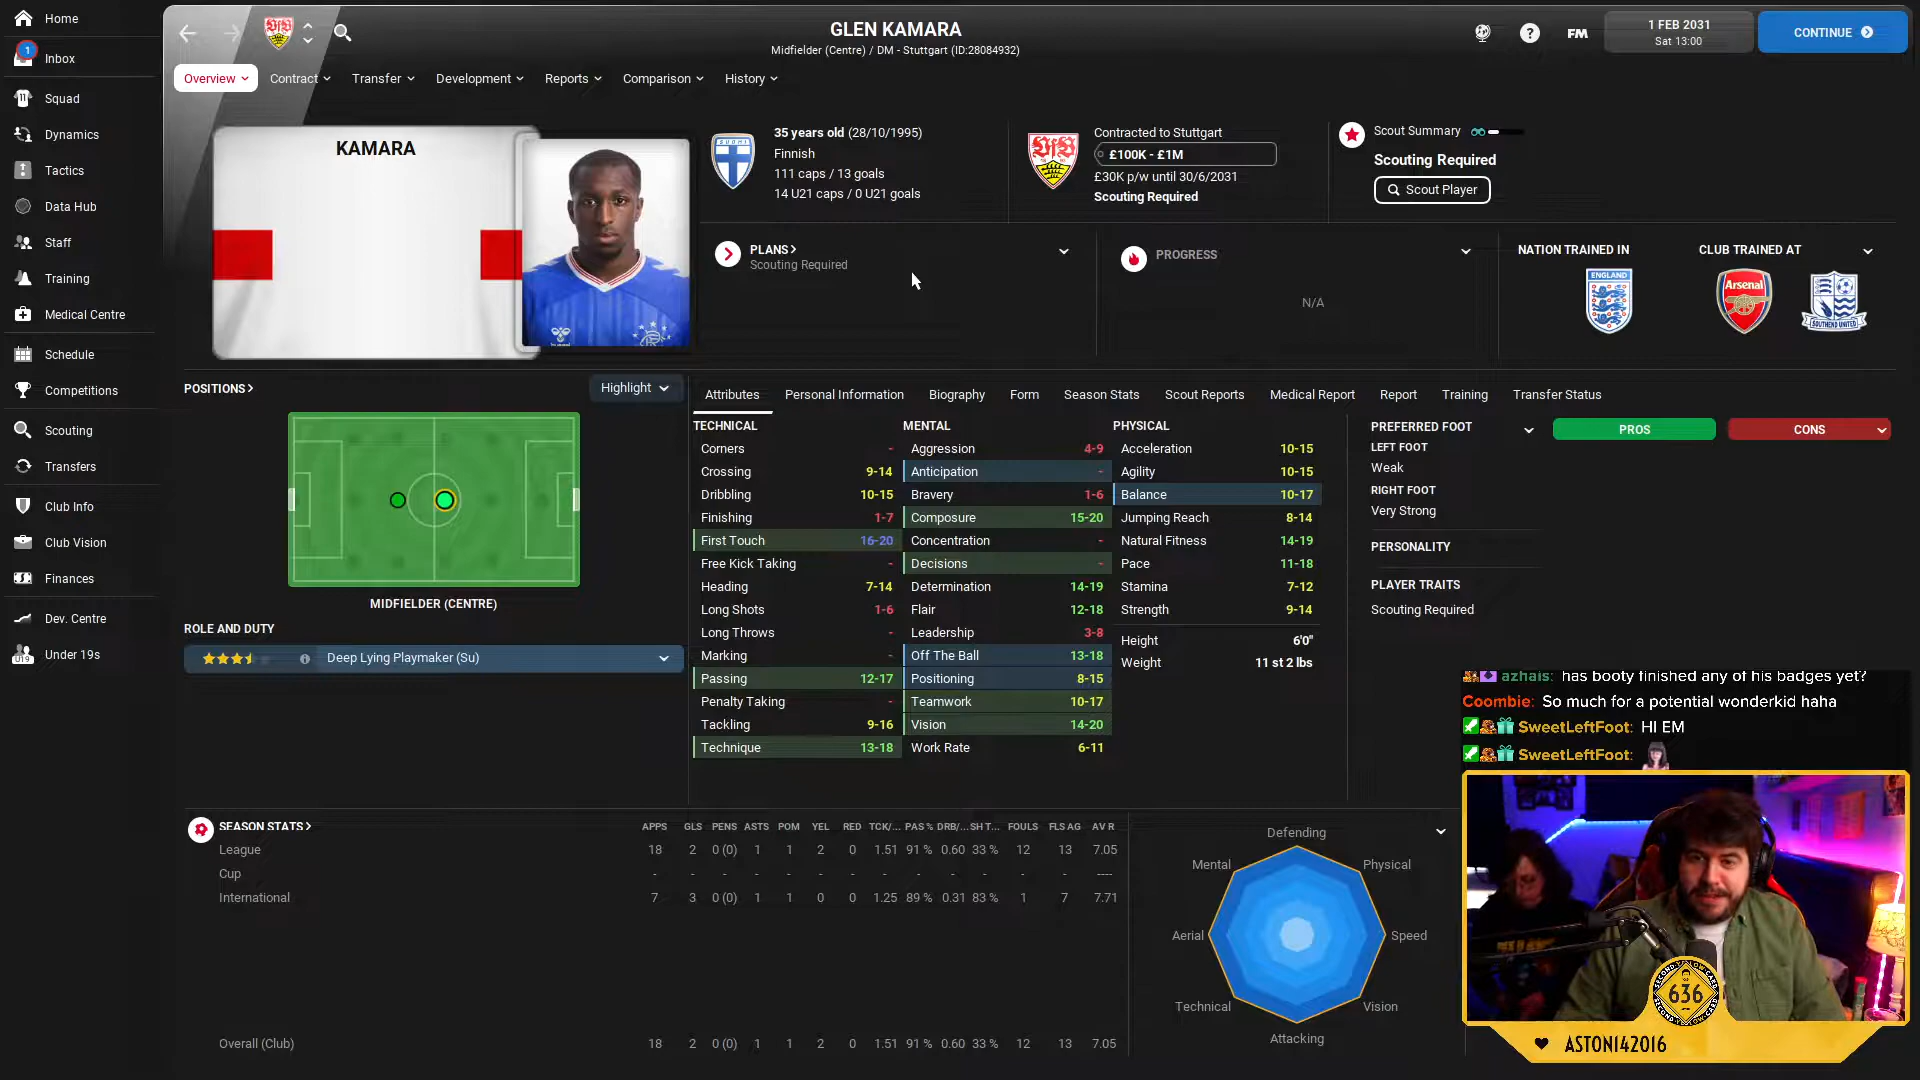 Home
1
Inbox
Squad
Dynamics
Tactics
Data Hub
Staff
Training
Medical Centre
Schedule
Competitions
Scouting
Transfers
Club Info
Club Vision
Finances
Dev. Centre
U19
Under 19s
GLEN KAMARA
Midfielder (Centre) / DM - Stuttgart (ID:28084932)
? FM
1 FEB 2031
Sat 13:00
CONTINUE
Overview Contract Transfer Development Reports Comparison History
KAMARA
35 years old (28/10/1995)
Finnish
111 caps / 13 goals
14 U21 caps / 0 U21 goals
SUOMI
Contracted to Stuttgart
£100K - £1M
£30K p/w until 30/6/2031
Scouting Required
VfB
Scout Summary
Scouting Required
Scout Player
PLANS
Scouting Required
PROGRESS
N/A
NATION TRAINED IN
ENGLAND
CLUB TRAINED AT
Arsenal
SOUTHEND UNITED
POSITIONS
Highlight
MIDFIELDER (CENTRE)
ROLE AND DUTY
Deep Lying Playmaker (Su)
Attributes Personal Information Biography Form Season Stats Scout Reports Medical Report Report Training Transfer Status
TECHNICAL
Corners -
Crossing 9-14
Dribbling 10-15
Finishing 1-7
First Touch 16-20
Free Kick Taking -
Heading 7-14
Long Shots 1-6
Long Throws -
Marking -
Passing 12-17
Penalty Taking -
Tackling 9-16
Technique 13-18
MENTAL
Aggression 4-9
Anticipation -
Bravery 1-6
Composure 15-20
Concentration -
Decisions -
Determination 14-19
Flair 12-18
Leadership 3-8
Off The Ball 13-18
Positioning 8-15
Teamwork 10-17
Vision 14-20
Work Rate 6-11
PHYSICAL
Acceleration 10-15
Agility 10-15
Balance 10-17
Jumping Reach 8-14
Natural Fitness 14-19
Pace 11-18
Stamina 7-12
Strength 9-14
Height 6'0"
Weight 11 st 2 lbs
PREFERRED FOOT
LEFT FOOT
Weak
RIGHT FOOT
Very Strong
PERSONALITY
PLAYER TRAITS
Scouting Required
PROS
CONS
SEASON STATS
APPS GLS PENS ASTS POM YEL RED TCK/... PAS % DRB/... SH T... FOULS FLS AG AV R
League 18 2 0 (0) 1 1 2 0 1.51 91 % 0.60 33 % 12 13 7.05
Cup - - - - - - - - - - - - - ----
International 7 3 0 (0) 1 1 0 0 1.25 89 % 0.31 83 % 1 7 7.71
Overall (Club) 18 2 0 (0) 1 1 2 0 1.51 91 % 0.60 33 % 12 13 7.05
Defending
Physical
Speed
Vision
Attacking
Technical
Aerial
Mental
azhais: has booty finished any of his badges yet?
Coombie: So much for a potential wonderkid haha
SweetLeftFoot: HI EM
SweetLeftFoot:
SECOND YELLOW CARD
636
ASTON142016